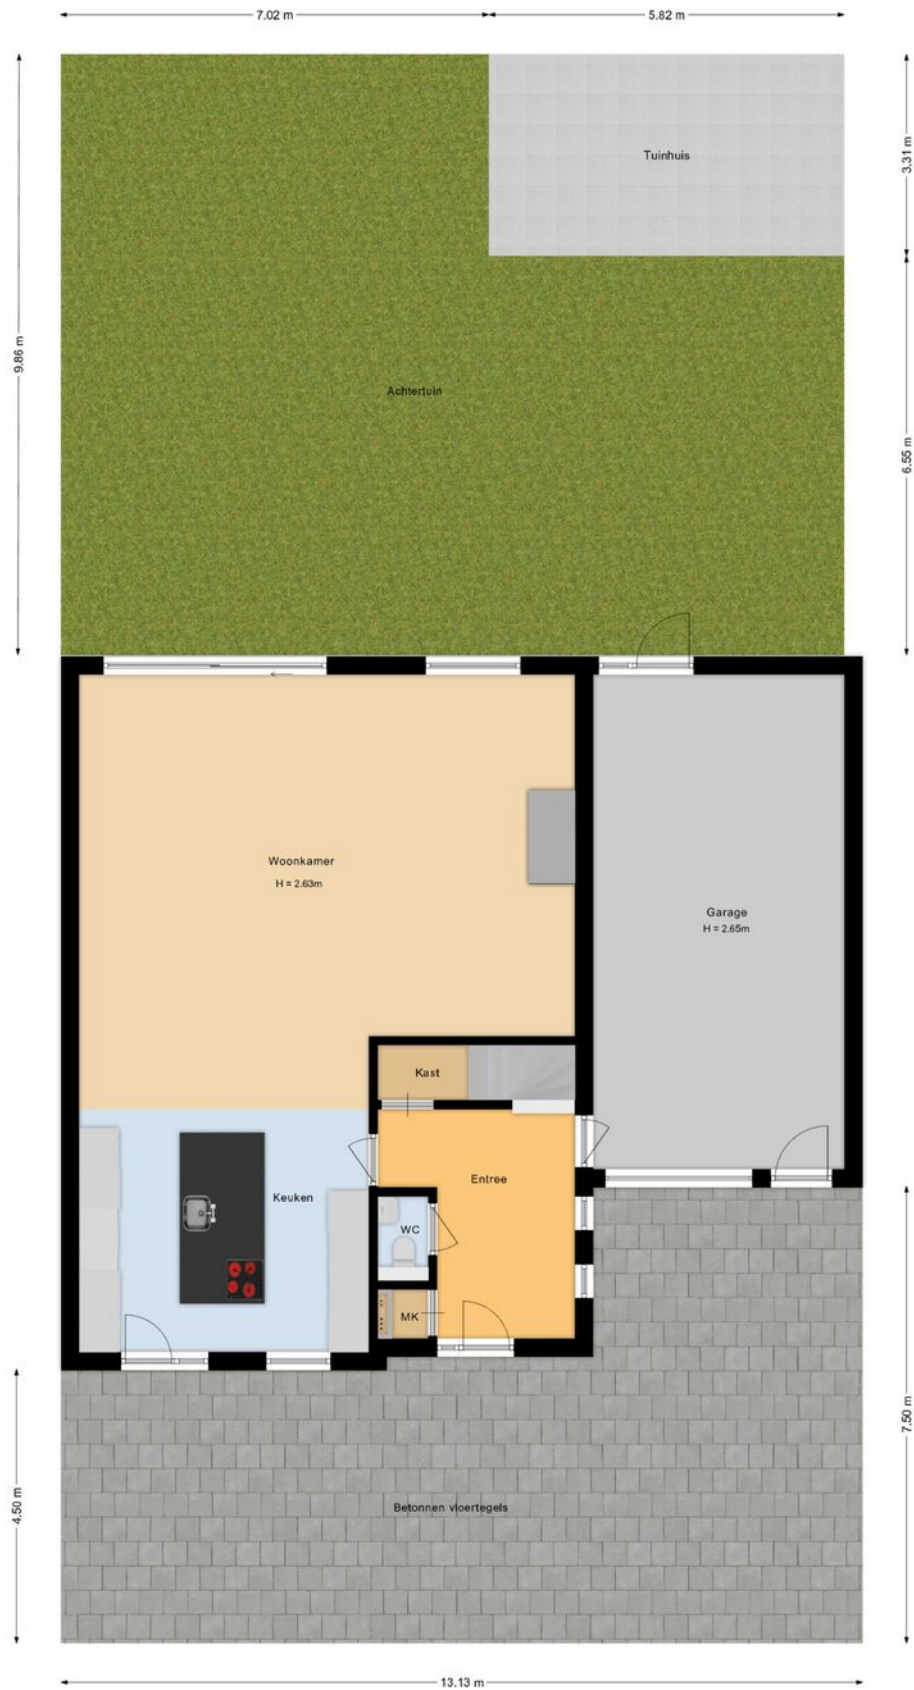 7.02 m
5.82 m
3.31 m
Tuinhuis
9.86 m
Achtertuin
6.55 m
Woonkamer
H = 2.63m
Garage
H = 2.65m
Kast
Entree
Keuken
WC
MK
7.50 m
4.50 m
Betonnen vloertegels
13.13 m